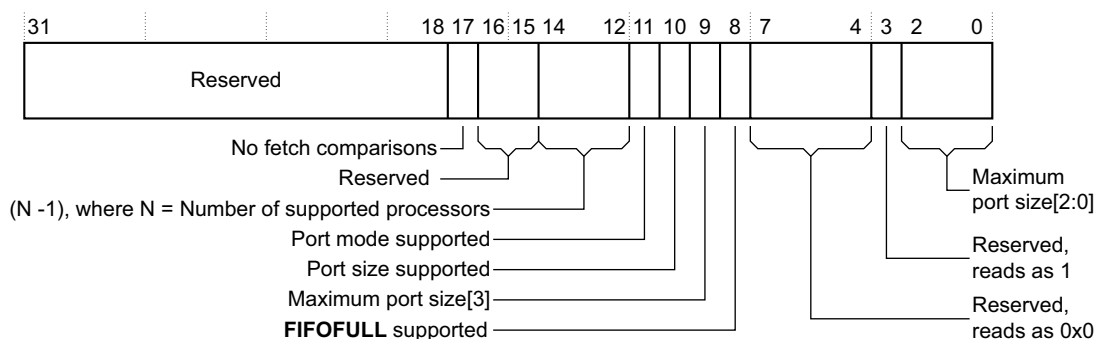 31 18 17 16 15 14 12 11 10 9 8 7 4 3 2 0
Reserved
No fetch comparisons
Reserved
(N -1), where N = Number of supported processors
Port mode supported
Port size supported
Maximum port size[3]
FIFOFULL supported
Maximum
port size[2:0]
Reserved,
reads as 1
Reserved,
reads as 0x0